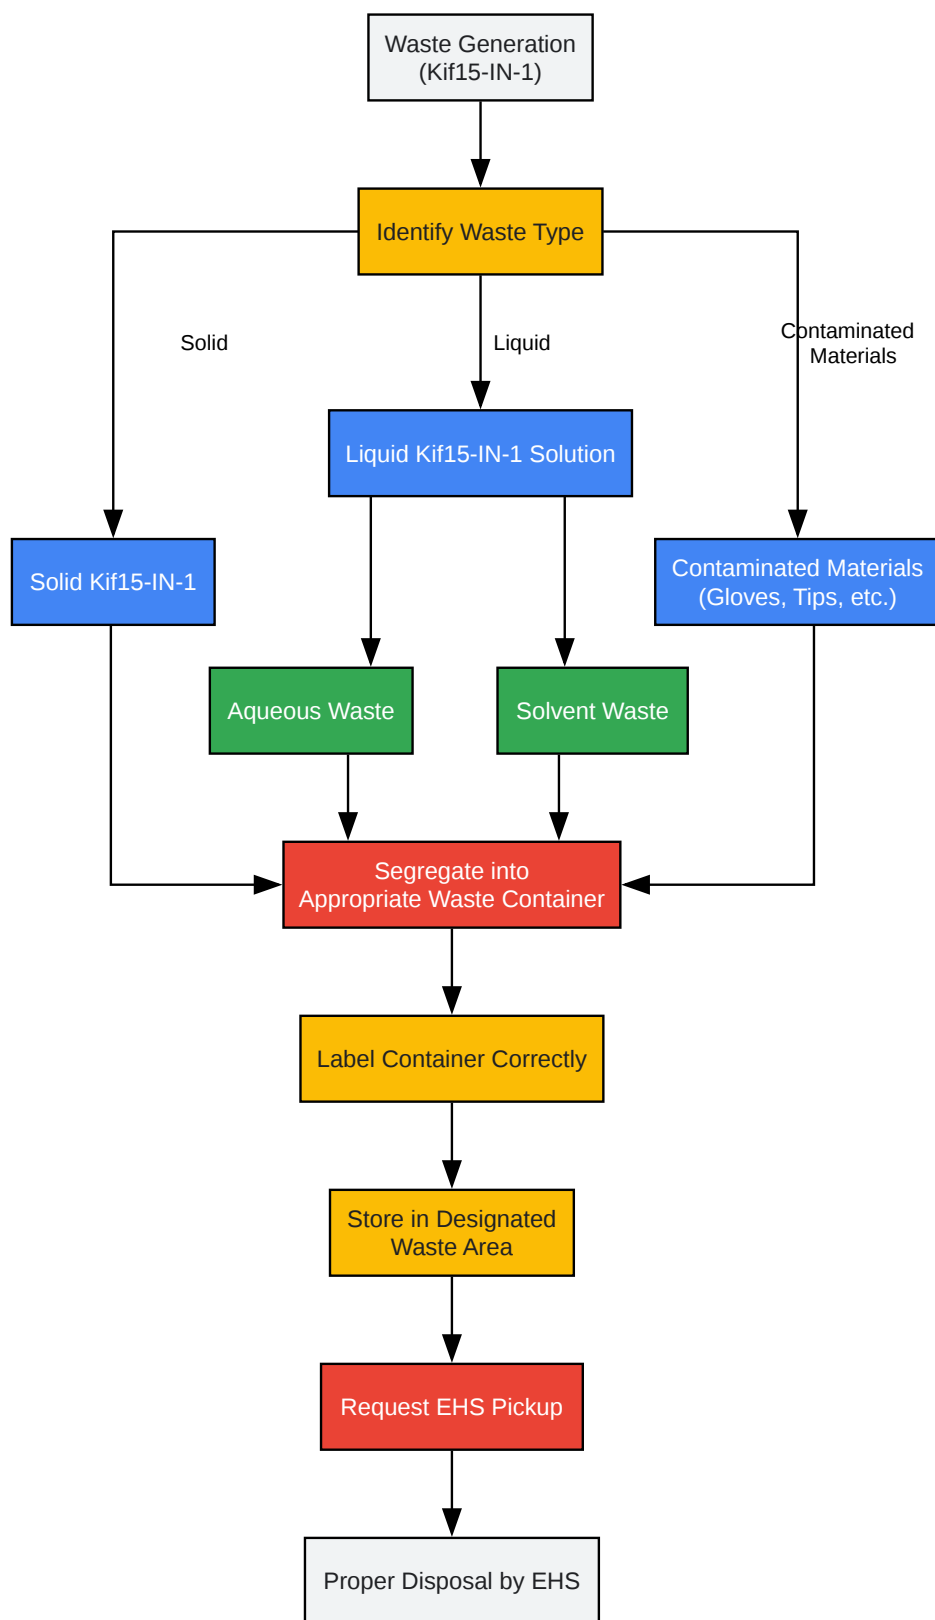 Waste Generation
(Kif15-IN-1)
Identify Waste Type
Solid
Liquid
Contaminated
Materials
Liquid Kif15-IN-1 Solution
Solid Kif15-IN-1
Contaminated Materials
(Gloves, Tips, etc.)
Aqueous Waste
Solvent Waste
Segregate into
Appropriate Waste Container
Label Container Correctly
Store in Designated
Waste Area
Request EHS Pickup
Proper Disposal by EHS